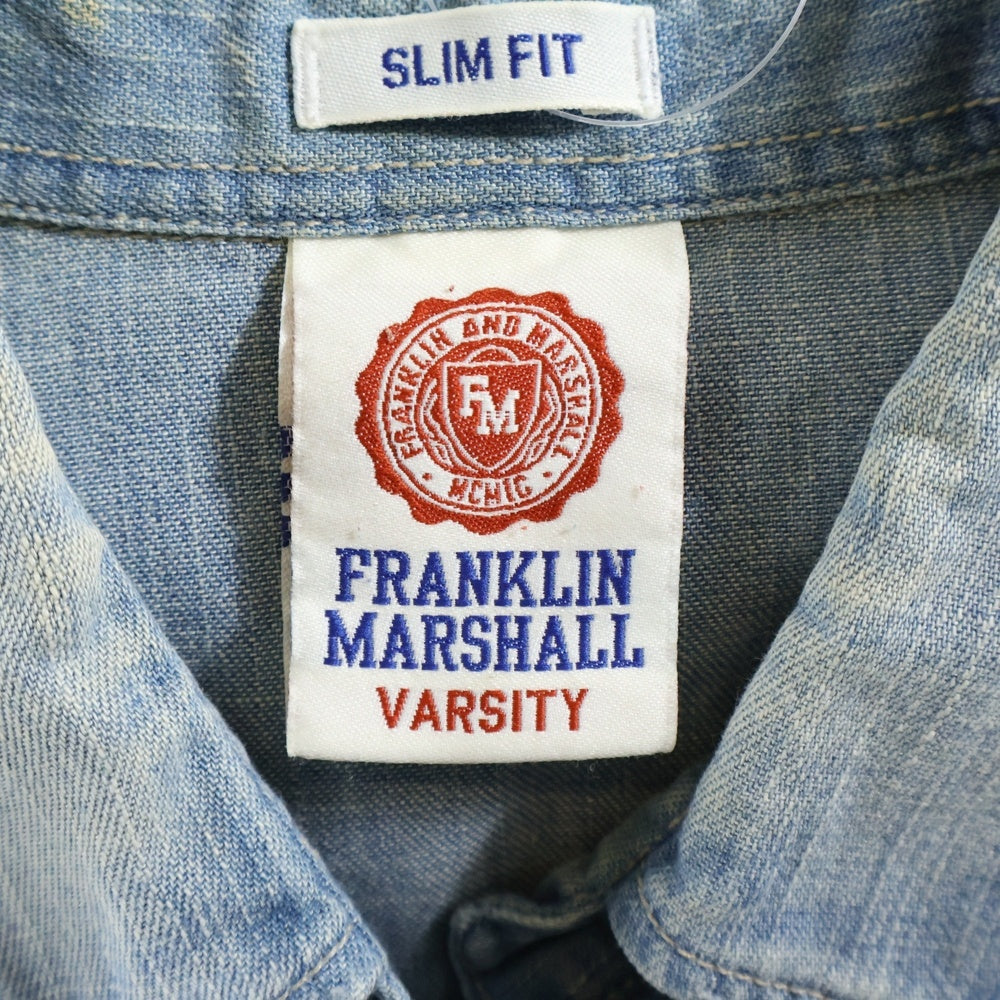 SLIM FIT
FRANKLIN AND MARSHALL
FM
· MCMIC ·
FRANKLIN
MARSHALL
VARSITY